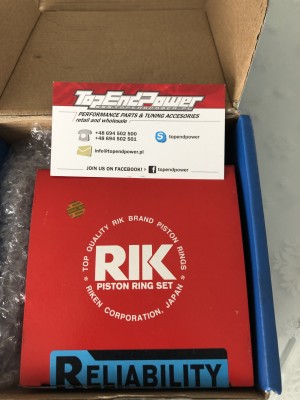 TopEndPower
PERFORMANCE PARTS & TUNING ACCESORIES
retail and wholesale
+48 694 502 500
+48 694 502 501
topendpower
info@topendpower.pl
JOIN US ON FACEBOOK!
topendpower
TOP QUALITY RIK BRAND PISTON RINGS
RIK
PISTON RING SET
RIKEN CORPORATION, JAPAN
RELIABILITY